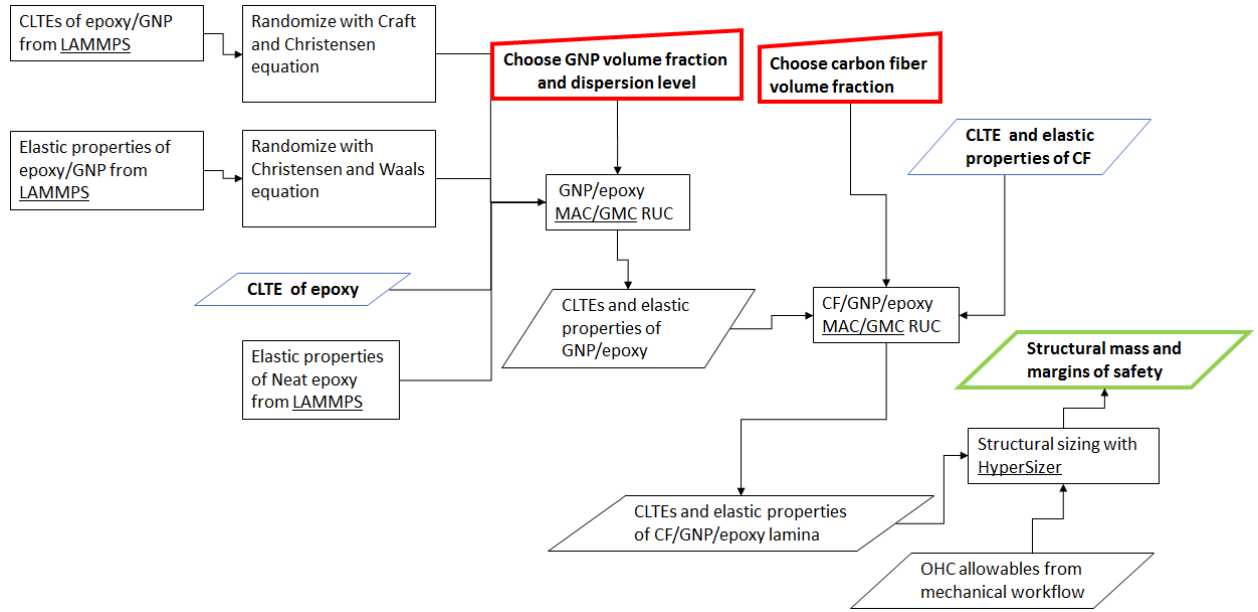 CLTEs of epoxy/GNP
from LAMMPS
Randomize with Craft
and Christensen
equation
Choose GNP volume fraction
and dispersion level
Choose carbon fiber
volume fraction
Elastic properties of
epoxy/GNP from
LAMMPS
Randomize with
Christensen and Waals
equation
CLTE and elastic
properties of CF
GNP/epoxy
MAC/GMC RUC
CLTE of epoxy
CLTEs and elastic
properties of
GNP/epoxy
CF/GNP/epoxy
MAC/GMC RUC
Elastic properties
of Neat epoxy
from LAMMPS
Structural mass and
margins of safety
Structural sizing with
HyperSizer
CLTEs and elastic properties
of CF/GNP/epoxy lamina
OHC allowables from
mechanical workflow